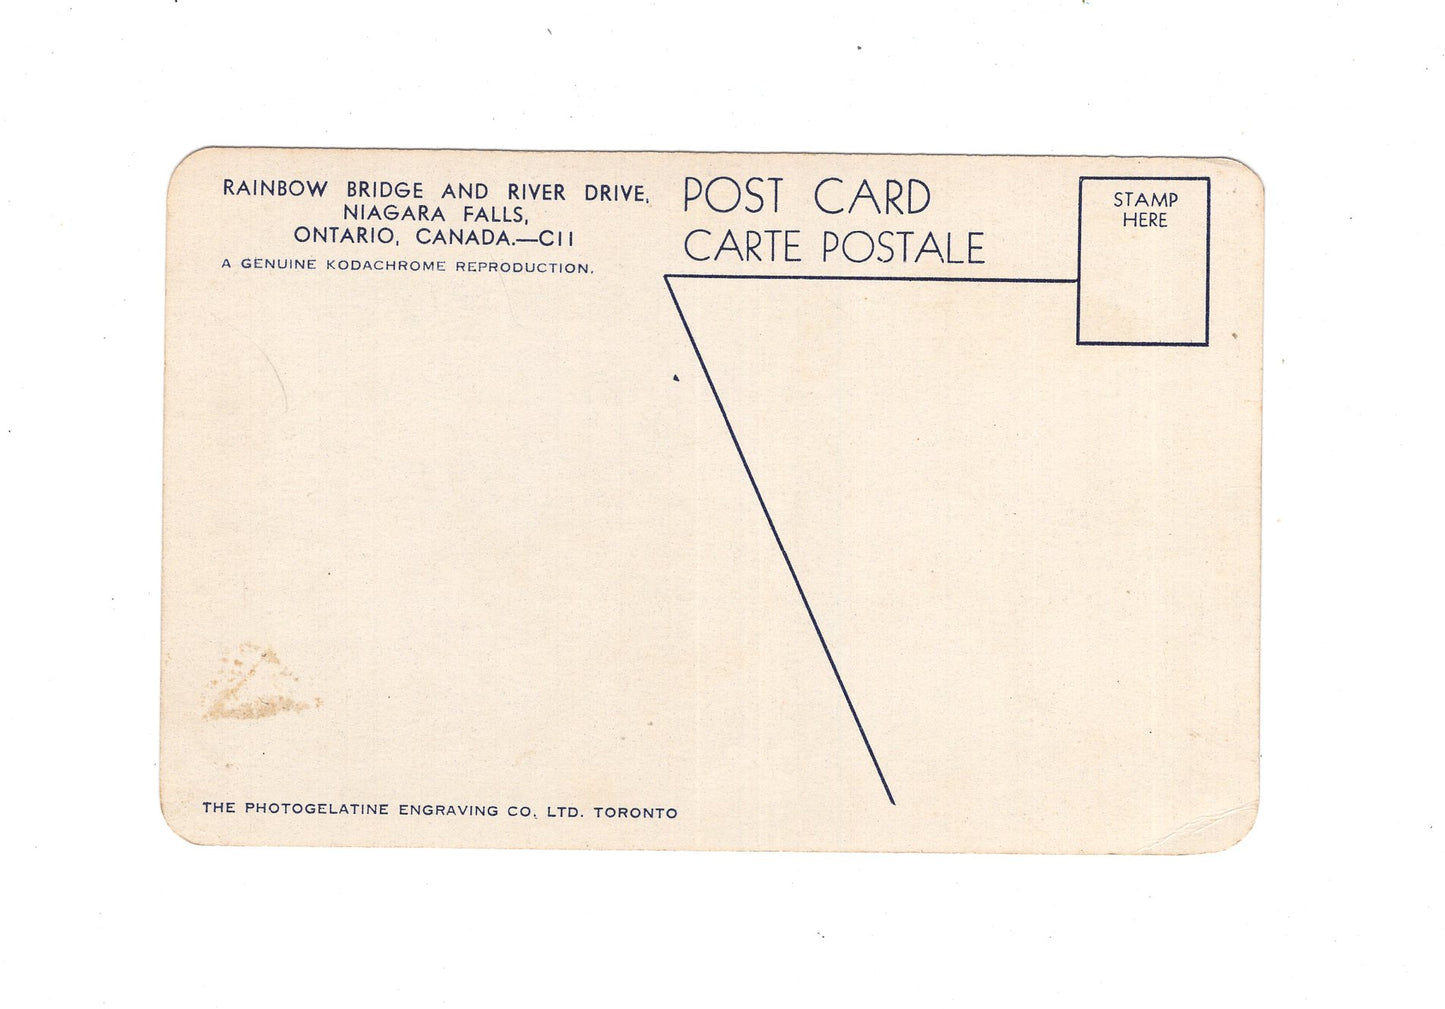 RAINBOW BRIDGE AND RIVER DRIVE,
NIAGARA FALLS,
ONTARIO, CANADA.—C11
A GENUINE KODACHROME REPRODUCTION.
POST CARD
CARTE POSTALE
STAMP
HERE
THE PHOTOGELATINE ENGRAVING CO. LTD. TORONTO